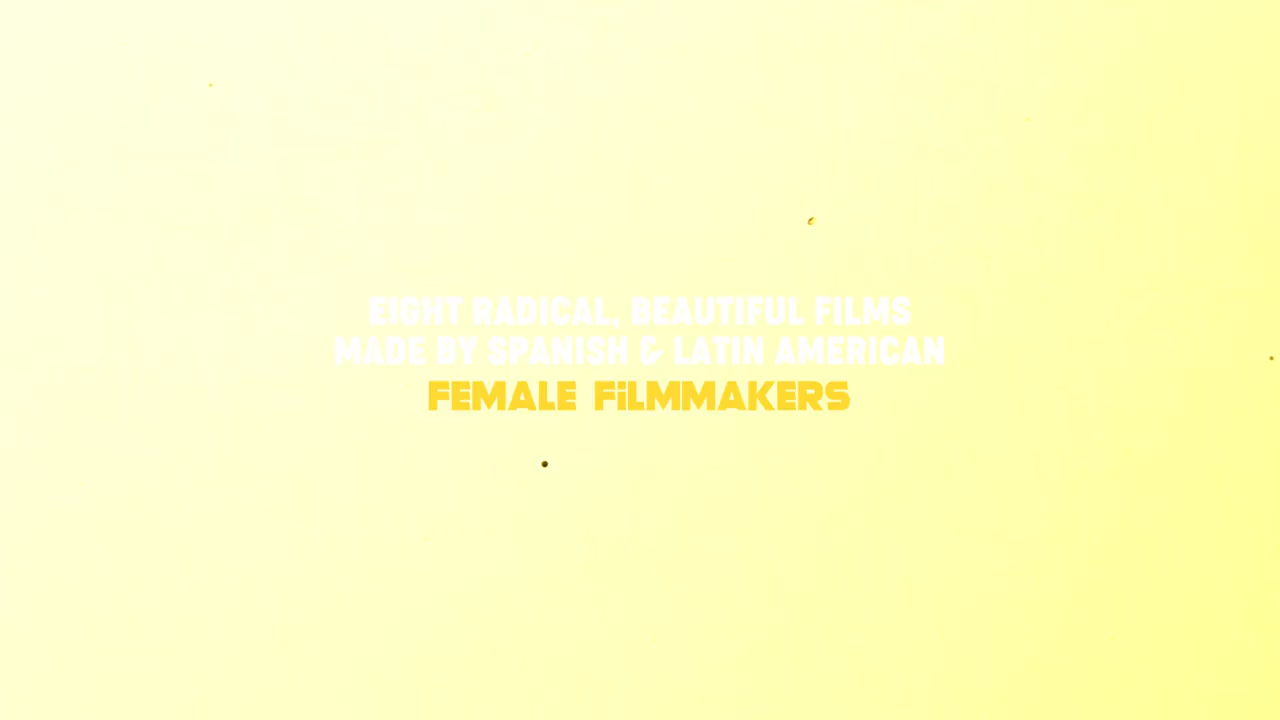 EIGHT RADICAL, BEAUTIFUL FILMS
MADE BY SPANISH & LATIN AMERICAN
FEMALE FiLMMAKERS